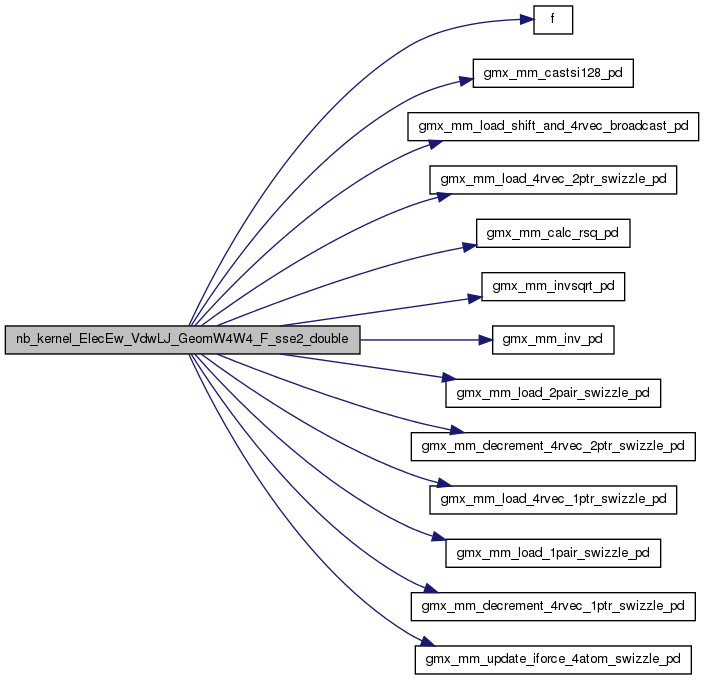 f
gmx_mm_castsi128_pd
gmx_mm_load_shift_and_4rvec_broadcast_pd
gmx_mm_load_4rvec_2ptr_swizzle_pd
gmx_mm_calc_rsq_pd
gmx_mm_invsqrt_pd
nb_kernel_ElecEw_VdwLJ_GeomW4W4_F_sse2_double
gmx_mm_inv_pd
gmx_mm_load_2pair_swizzle_pd
gmx_mm_decrement_4rvec_2ptr_swizzle_pd
gmx_mm_load_4rvec_1ptr_swizzle_pd
gmx_mm_load_1pair_swizzle_pd
gmx_mm_decrement_4rvec_1ptr_swizzle_pd
gmx_mm_update_iforce_4atom_swizzle_pd